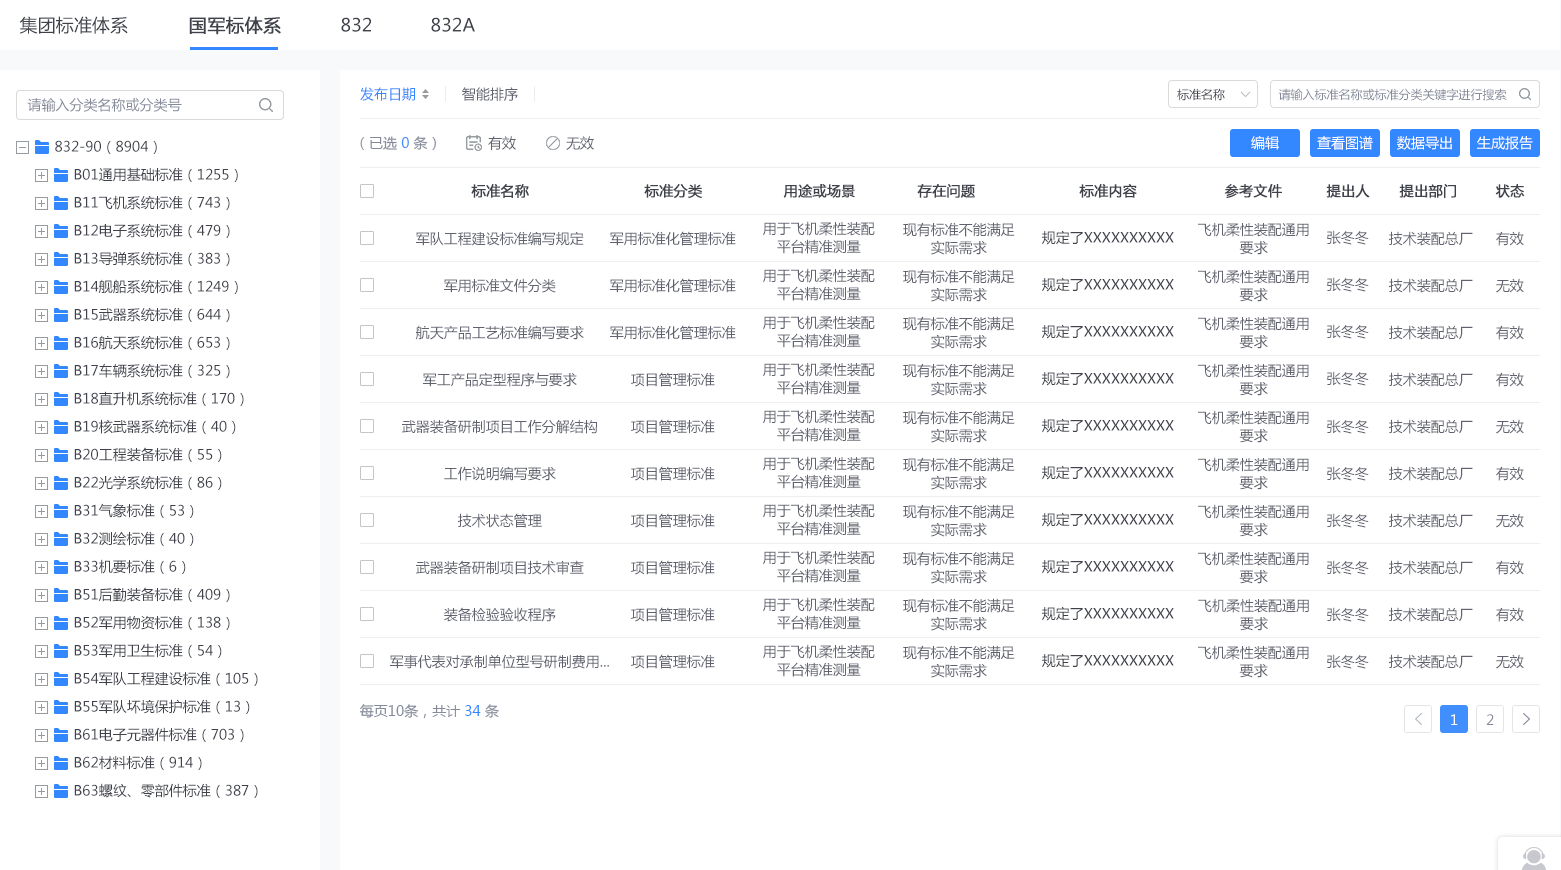 集团标准体系 国军标体系 832 832A
请输入分类名称或分类号
832-90（8904）
B01通用基础标准（1255）
B11飞机系统标准（743）
B12电子系统标准（479）
B13导弹系统标准（383）
B14舰船系统标准（1249）
B15武器系统标准（644）
B16航天系统标准（653）
B17车辆系统标准（325）
B18直升机系统标准（170）
B19核武器系统标准（40）
B20工程装备标准（55）
B22光学系统标准（86）
B31气象标准（53）
B32测绘标准（40）
B33机要标准（6）
B51后勤装备标准（409）
B52军用物资标准（138）
B53军用卫生标准（54）
B54军队工程建设标准（105）
B55军队坏境保护标准（13）
B61电子元器件标准（703）
B62材料标准（914）
B63螺纹、零部件标准（387）
发布日期 智能排序 标准名称 请输入标准名称或标准分类关键字进行搜索
（已选 0 条） 有效 无效 编辑 查看图谱 数据导出 生成报告
标准名称 标准分类 用途或场景 存在问题 标准内容 参考文件 提出人 提出部门 状态
军队工程建设标准编写规定 军用标准化管理标准 用于飞机柔性装配平台精准测量 现有标准不能满足实际需求 规定了XXXXXXXXXX 飞机柔性装配通用要求 张冬冬 技术装配总厂 有效
军用标准文件分类 军用标准化管理标准 用于飞机柔性装配平台精准测量 现有标准不能满足实际需求 规定了XXXXXXXXXX 飞机柔性装配通用要求 张冬冬 技术装配总厂 无效
航天产品工艺标准编写要求 军用标准化管理标准 用于飞机柔性装配平台精准测量 现有标准不能满足实际需求 规定了XXXXXXXXXX 飞机柔性装配通用要求 张冬冬 技术装配总厂 有效
军工产品定型程序与要求 项目管理标准 用于飞机柔性装配平台精准测量 现有标准不能满足实际需求 规定了XXXXXXXXXX 飞机柔性装配通用要求 张冬冬 技术装配总厂 有效
武器装备研制项目工作分解结构 项目管理标准 用于飞机柔性装配平台精准测量 现有标准不能满足实际需求 规定了XXXXXXXXXX 飞机柔性装配通用要求 张冬冬 技术装配总厂 无效
工作说明编写要求 项目管理标准 用于飞机柔性装配平台精准测量 现有标准不能满足实际需求 规定了XXXXXXXXXX 飞机柔性装配通用要求 张冬冬 技术装配总厂 有效
技术状态管理 项目管理标准 用于飞机柔性装配平台精准测量 现有标准不能满足实际需求 规定了XXXXXXXXXX 飞机柔性装配通用要求 张冬冬 技术装配总厂 无效
武器装备研制项目技术审查 项目管理标准 用于飞机柔性装配平台精准测量 现有标准不能满足实际需求 规定了XXXXXXXXXX 飞机柔性装配通用要求 张冬冬 技术装配总厂 有效
装备检验验收程序 项目管理标准 用于飞机柔性装配平台精准测量 现有标准不能满足实际需求 规定了XXXXXXXXXX 飞机柔性装配通用要求 张冬冬 技术装配总厂 有效
军事代表对承制单位型号研制费用... 项目管理标准 用于飞机柔性装配平台精准测量 现有标准不能满足实际需求 规定了XXXXXXXXXX 飞机柔性装配通用要求 张冬冬 技术装配总厂 无效
每页10条，共计 34 条 1 2